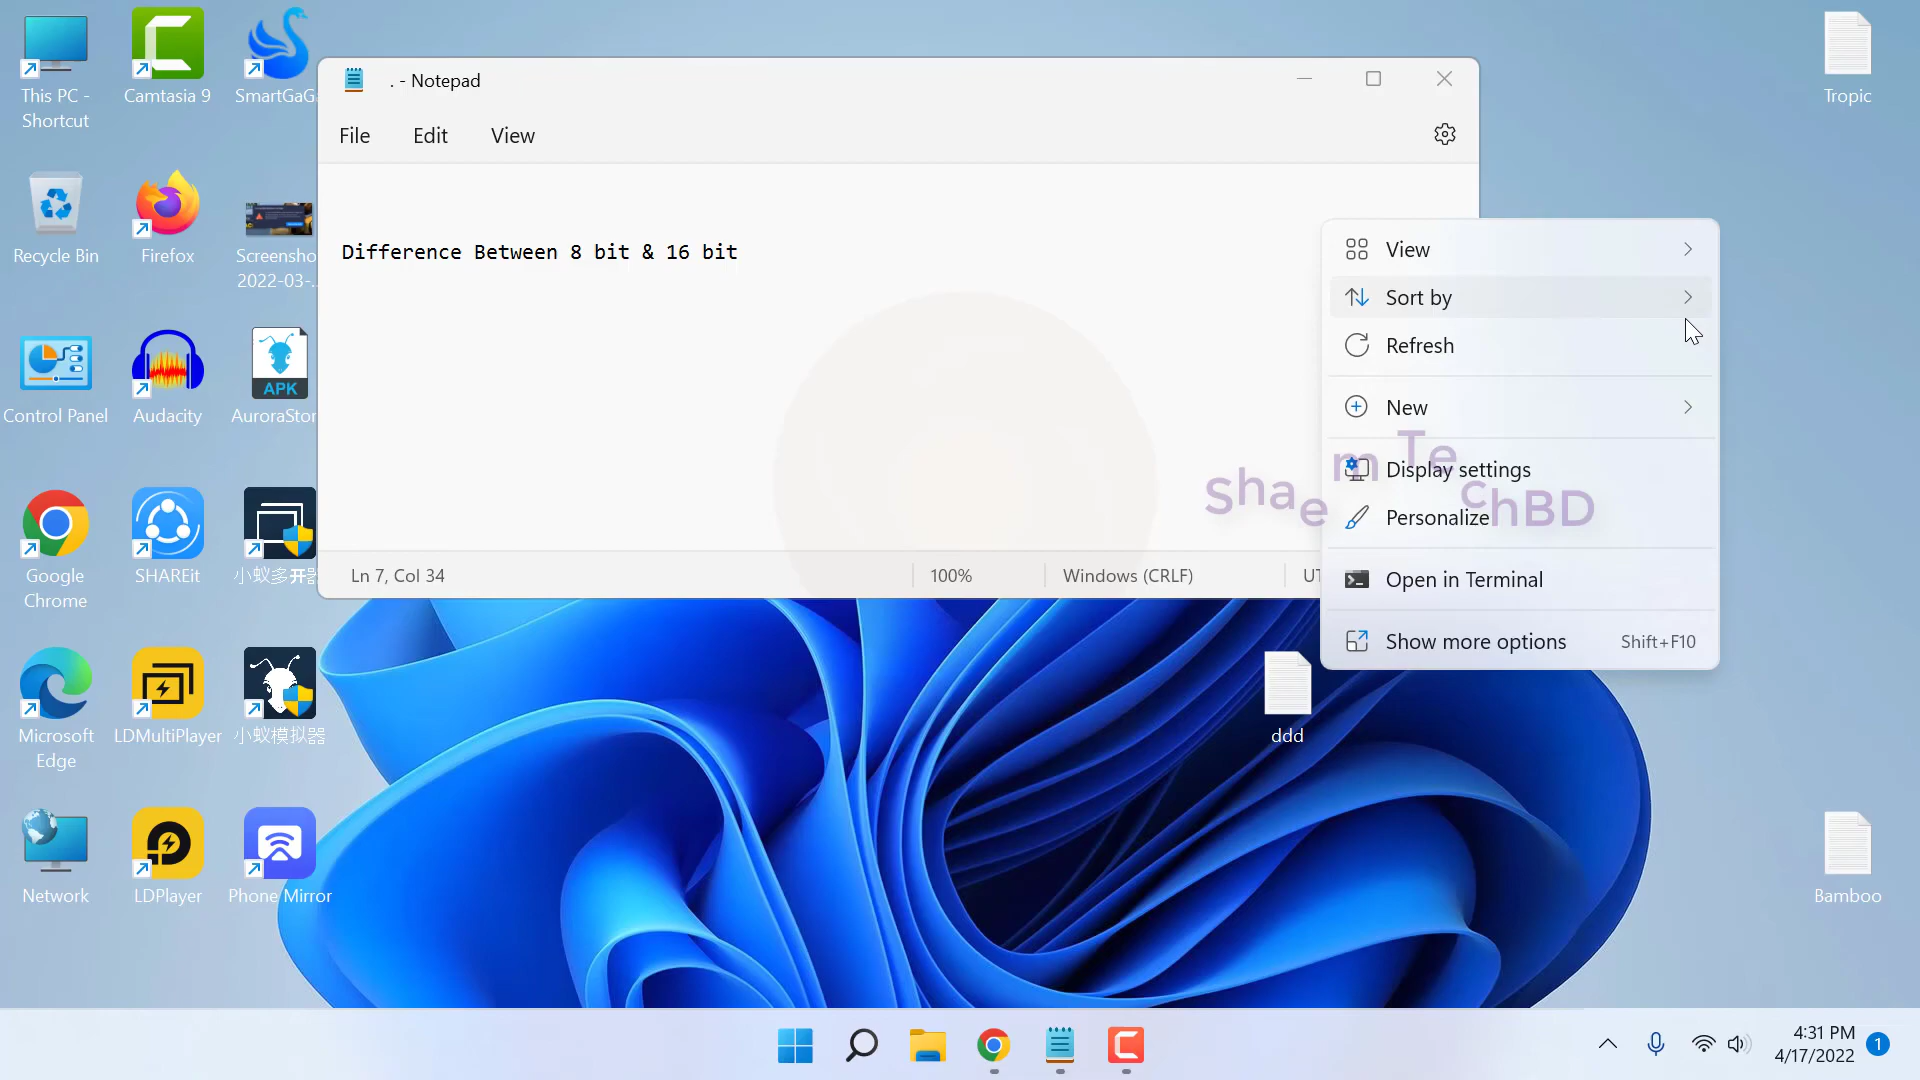 This PC -
Shortcut
Camtasia 9
SmartGaG
Recycle Bin
Firefox
Screensho
2022-03-...
Control Panel
Audacity
APK
AuroraStor
Google
Chrome
SHAREit
小蚁多开器
Microsoft
Edge
LDMultiPlayer
小蚁模拟器
Network
LDPlayer
Phone Mirror
. - Notepad
File
Edit
View
Difference Between 8 bit & 16 bit
Ln 7, Col 34
100%
Windows (CRLF)
UT
View
Sort by
Refresh
New
Display settings
Personalize
Open in Terminal
Show more options
Shift+F10
Shaem TechBD
ddd
Tropic
Bamboo
4:31 PM
4/17/2022
1